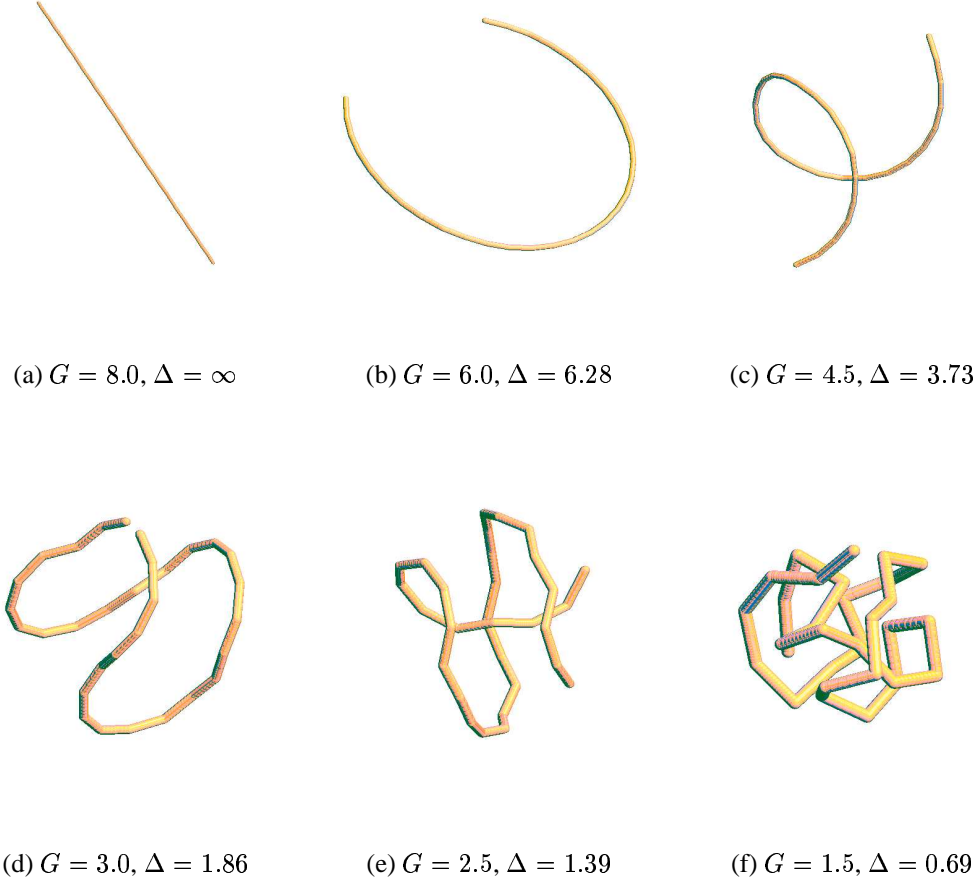 (a) G = 8.0, Δ = ∞
(b) G = 6.0, Δ = 6.28
(c) G = 4.5, Δ = 3.73
(d) G = 3.0, Δ = 1.86
(e) G = 2.5, Δ = 1.39
(f) G = 1.5, Δ = 0.69